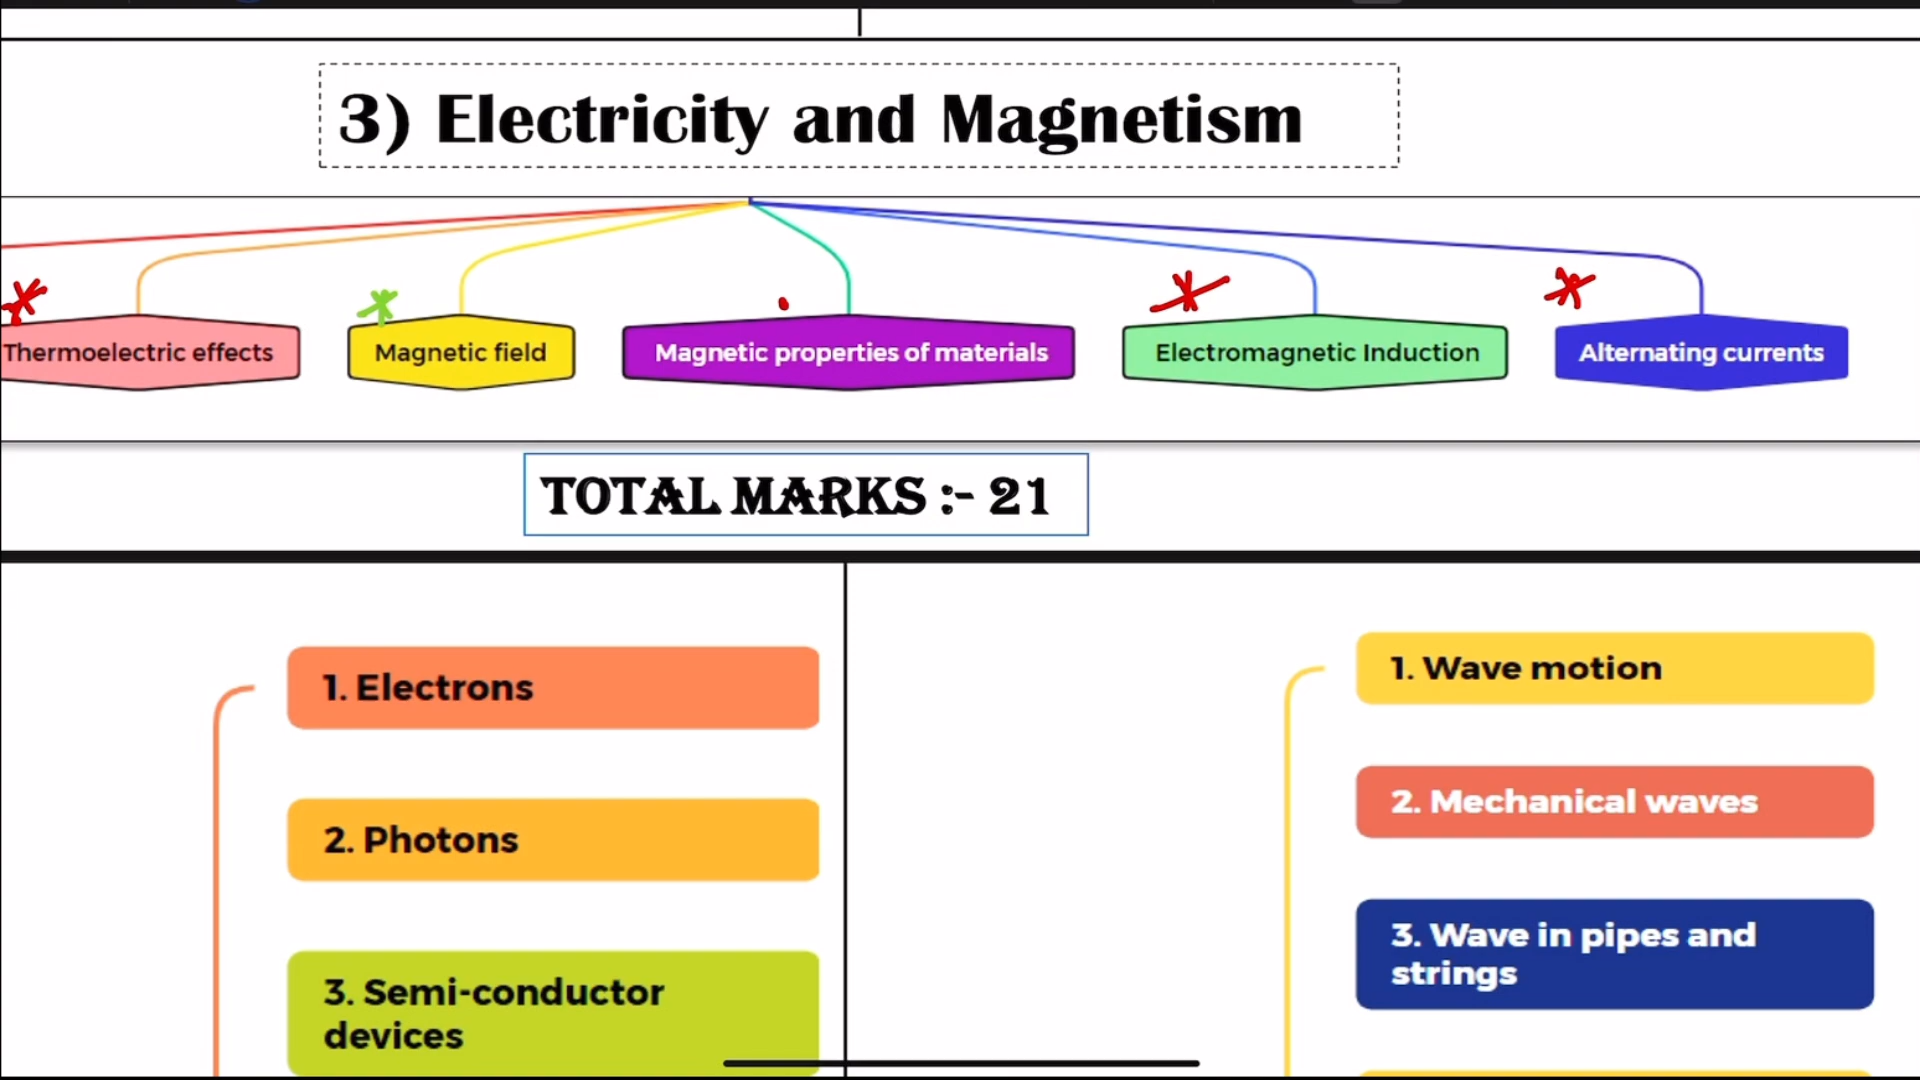 3) Electricity and Magnetism
Thermoelectric effects
Magnetic field
Magnetic properties of materials
Electromagnetic Induction
Alternating currents
TOTAL MARKS :- 21
1. Electrons
2. Photons
3. Semi-conductor
devices
1. Wave motion
2. Mechanical waves
3. Wave in pipes and
strings